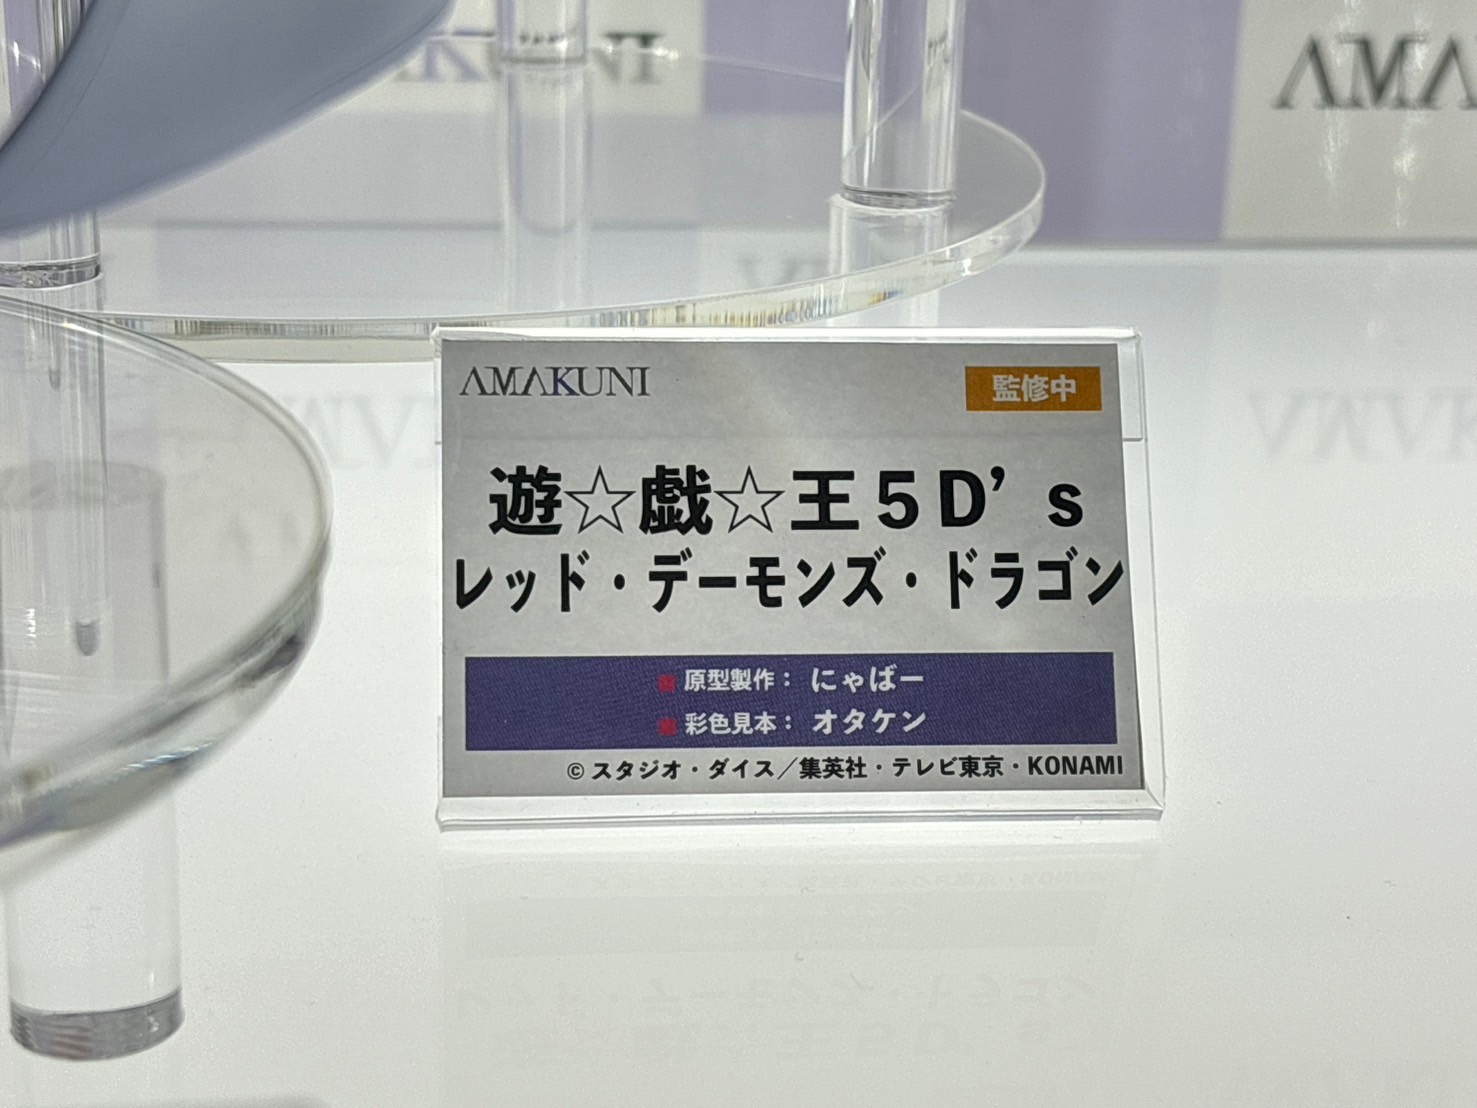 AMAKUNI
AMA
AMAKUNI
監修中
遊☆戯☆王５D’s
レッド・デーモンズ・ドラゴン
原型製作： にゃばー
彩色見本： オタケン
© スタジオ・ダイス／集英社・テレビ東京・KONAMI